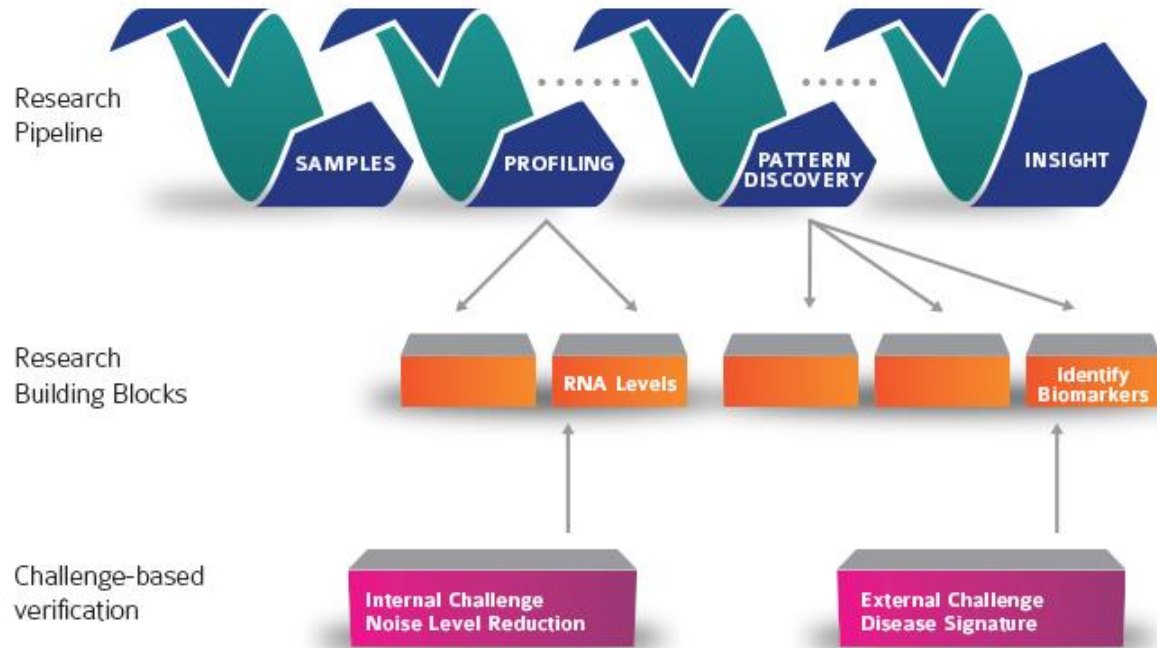 Research
Pipeline
SAMPLES
PROFILING
PATTERN
DISCOVERY
INSIGHT
Research
Building Blocks
RNA Levels
Identify
Biomarkers
Challenge-based
verification
Internal Challenge
Noise Level Reduction
External Challenge
Disease Signature